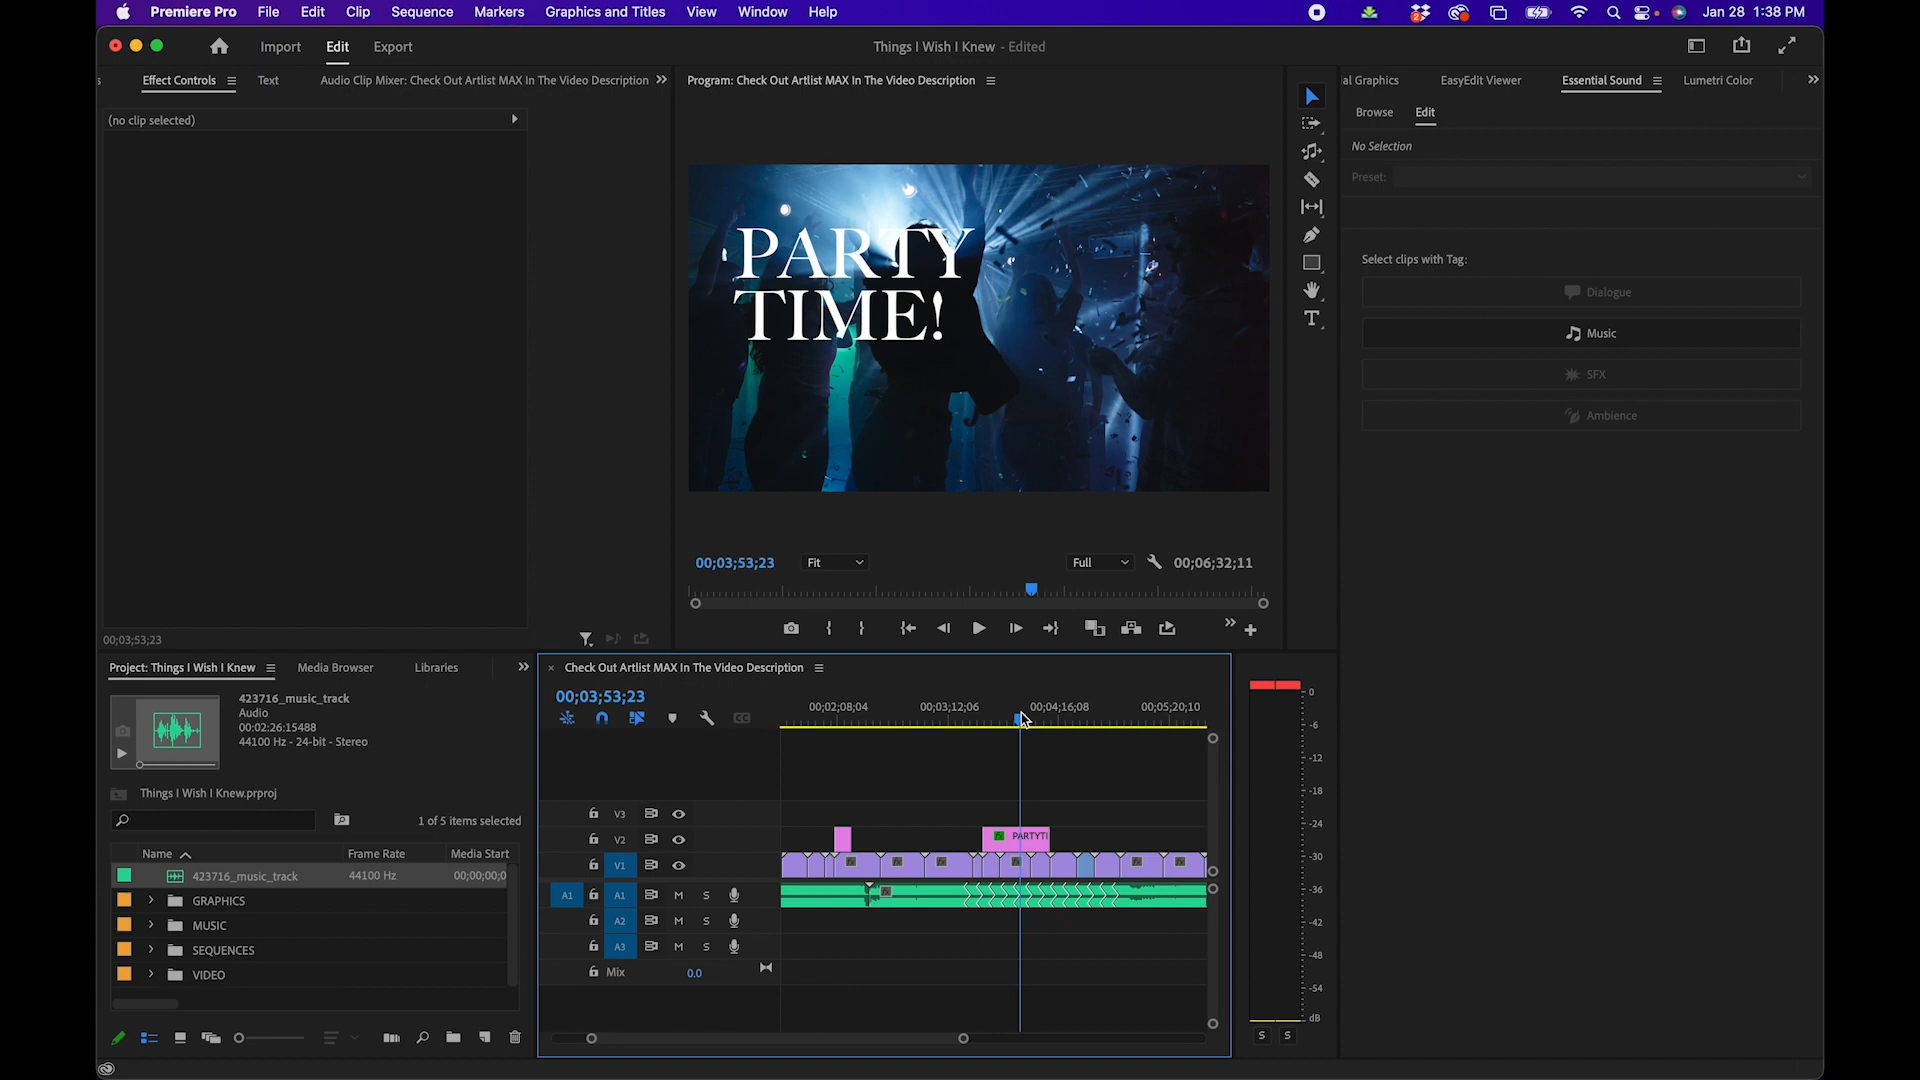 Premiere Pro File Edit Clip Sequence Markers Graphics and Titles View Window Help
Jan 28 1:38 PM
Import Edit Export
Things I Wish I Knew - Edited
s Effect Controls Text Audio Clip Mixer: Check Out Artlist MAX In The Video Description
(no clip selected)
00;03;53;23
Program: Check Out Artlist MAX In The Video Description
PARTY
TIME!
00;03;53;23 Fit Full 00;06;32;11
al Graphics EasyEdit Viewer Essential Sound Lumetri Color
Browse Edit
No Selection
Preset:
Select clips with Tag:
Dialogue
Music
SFX
Ambience
Project: Things I Wish I Knew Media Browser Libraries
423716_music_track
Audio
00:02:26:15488
44100 Hz - 24-bit - Stereo
Things I Wish I Knew.prproj
1 of 5 items selected
Name Frame Rate Media Start
423716_music_track 44100 Hz 00;00;00;0
GRAPHICS
MUSIC
SEQUENCES
VIDEO
× Check Out Artlist MAX In The Video Description
00;03;53;23
00;02;08;04 00;03;12;06 00;04;16;08 00;05;20;10
V3
V2
PARTYTI
V1
A1 A1 M S
A2 M S
A3 M S
Mix 0.0
0
-6
-12
-18
-24
-30
-36
-42
-48
-54
dB
S S